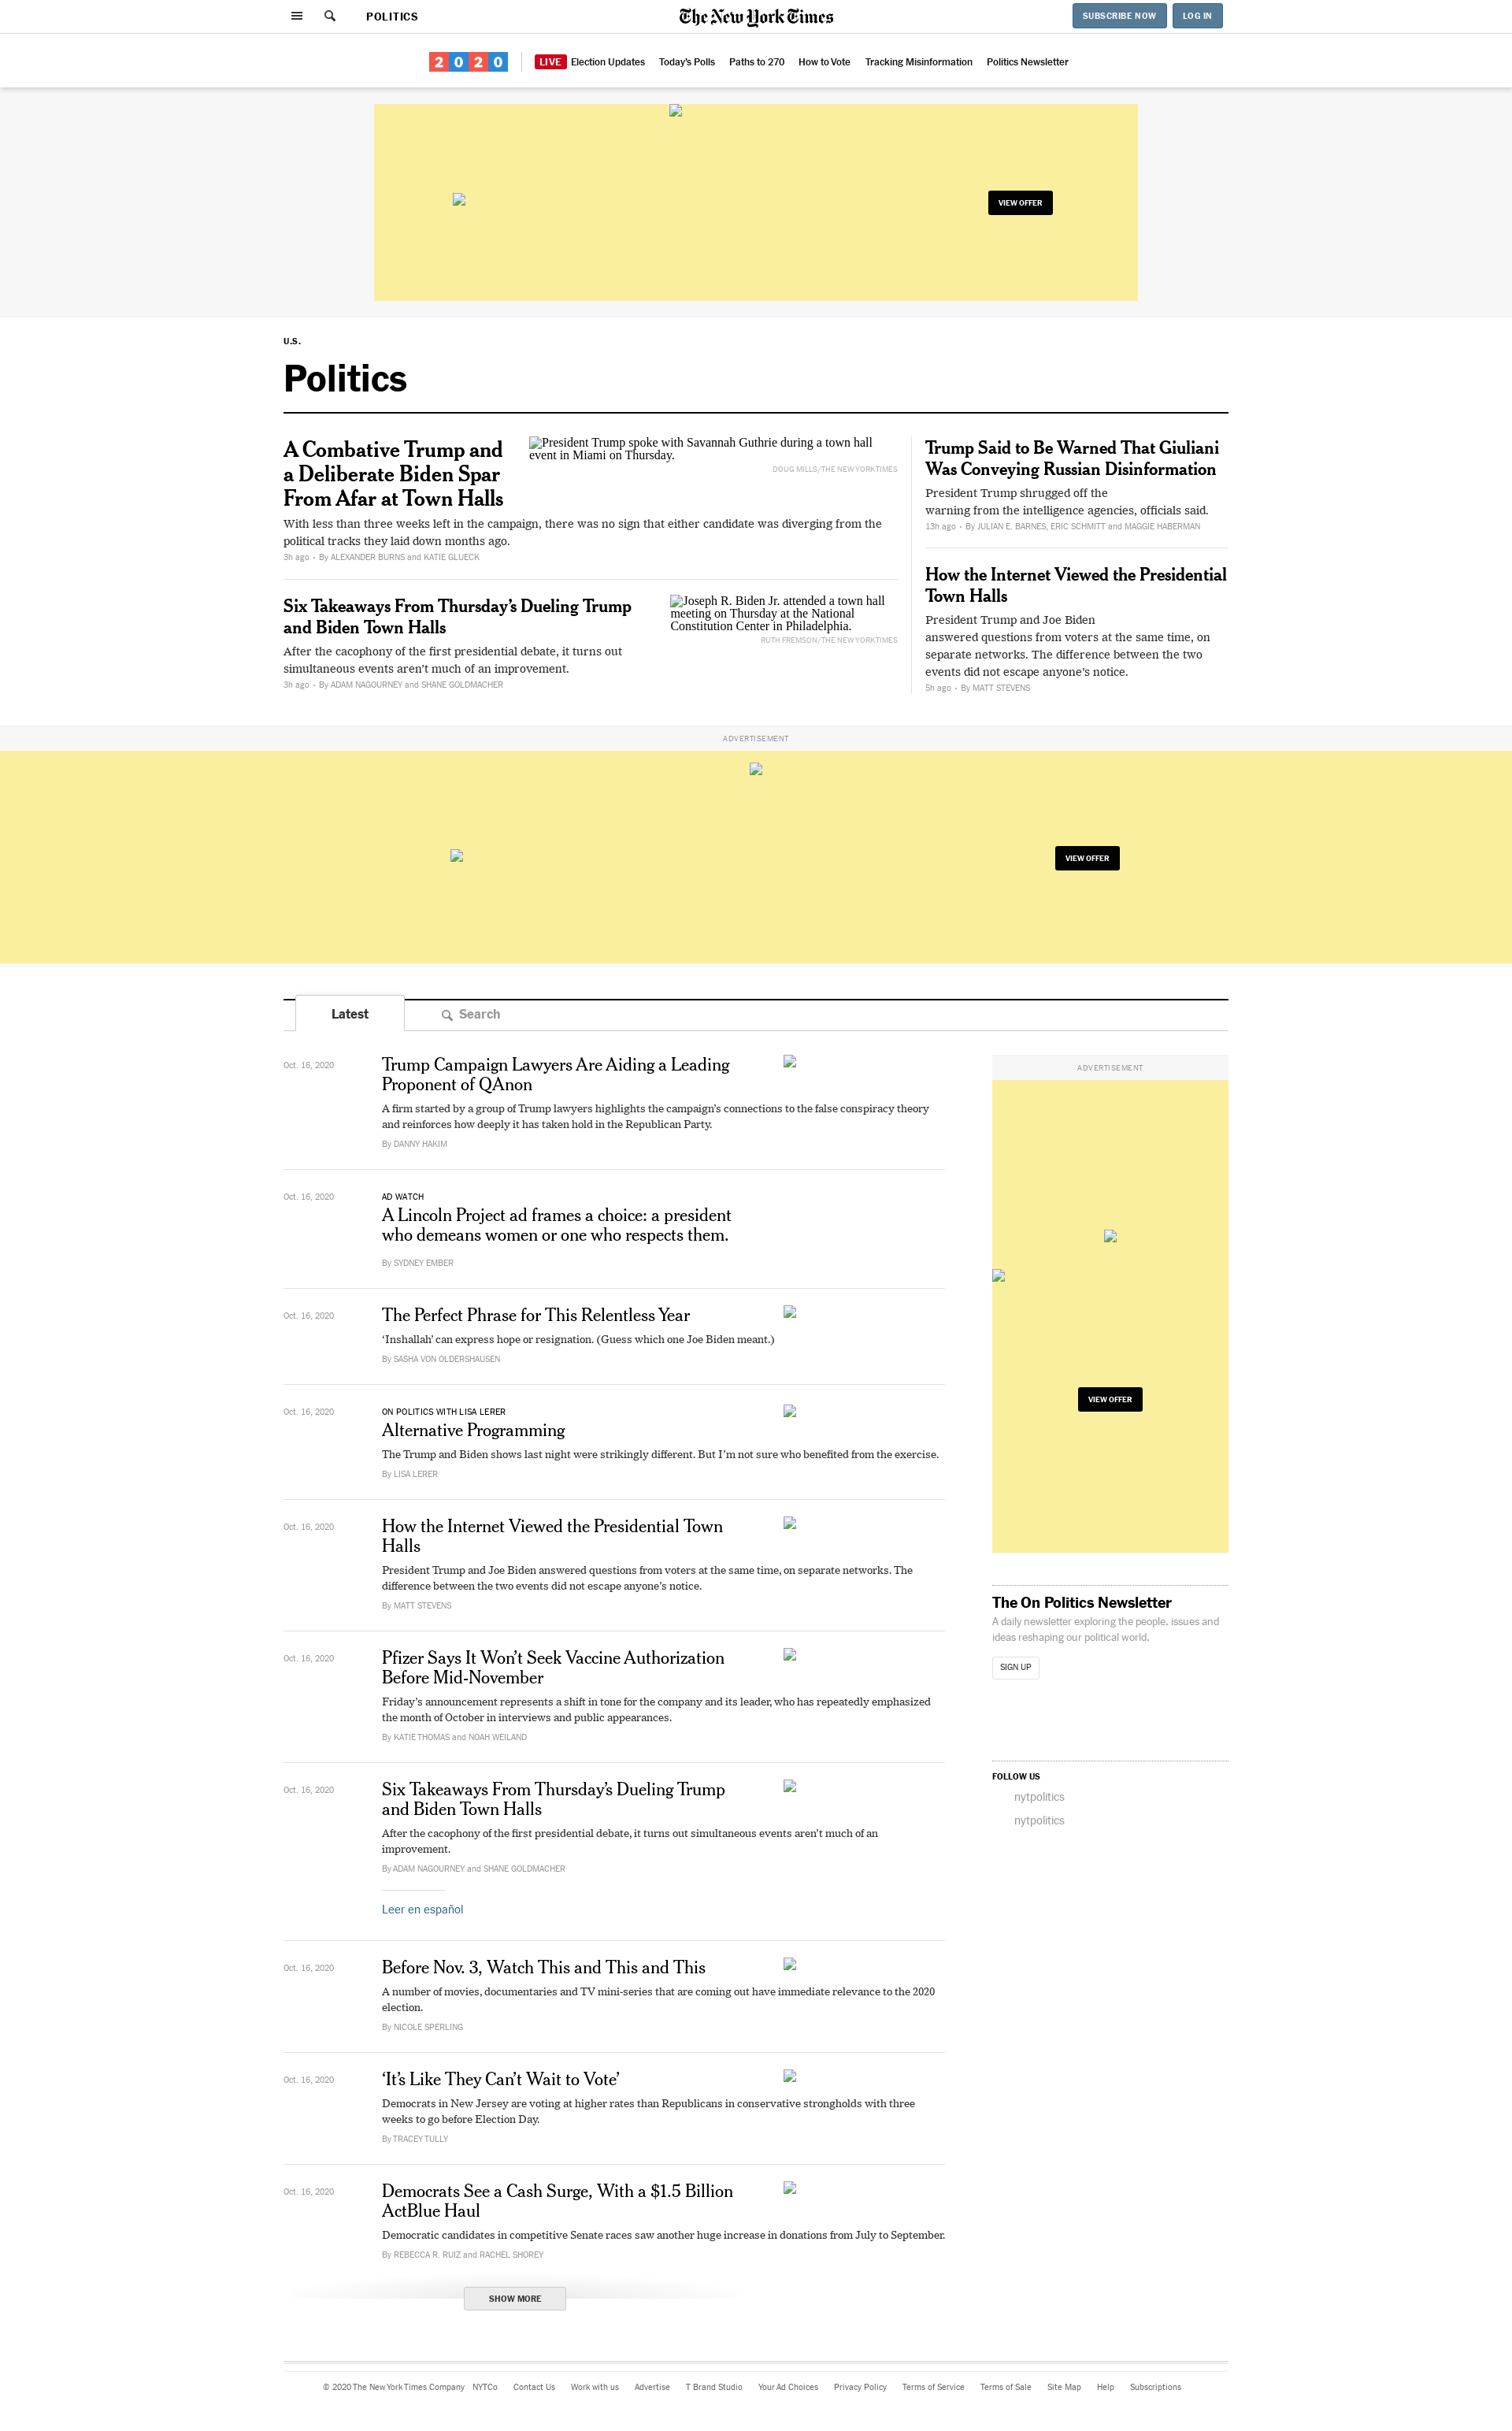 POLITICS
The New York Times
SUBSCRIBE NOW
LOG IN
2020
LIVE Election Updates
Today's Polls
Paths to 270
How to Vote
Tracking Misinformation
Politics Newsletter
VIEW OFFER
U.S.
Politics
A Combative Trump and
a Deliberate Biden Spar
From Afar at Town Halls
President Trump spoke with Savannah Guthrie during a town hall
event in Miami on Thursday.
DOUG MILLS/THE NEW YORK TIMES
With less than three weeks left in the campaign, there was no sign that either candidate was diverging from the
political tracks they laid down months ago.
3h ago • By ALEXANDER BURNS and KATIE GLUECK
Six Takeaways From Thursday’s Dueling Trump
and Biden Town Halls
Joseph R. Biden Jr. attended a town hall
meeting on Thursday at the National
Constitution Center in Philadelphia.
RUTH FREMSON/THE NEW YORK TIMES
After the cacophony of the first presidential debate, it turns out
simultaneous events aren’t much of an improvement.
3h ago • By ADAM NAGOURNEY and SHANE GOLDMACHER
Trump Said to Be Warned That Giuliani
Was Conveying Russian Disinformation
President Trump shrugged off the
warning from the intelligence agencies, officials said.
13h ago • By JULIAN E. BARNES, ERIC SCHMITT and MAGGIE HABERMAN
How the Internet Viewed the Presidential
Town Halls
President Trump and Joe Biden
answered questions from voters at the same time, on
separate networks. The difference between the two
events did not escape anyone’s notice.
5h ago • By MATT STEVENS
ADVERTISEMENT
VIEW OFFER
Latest
Search
Oct. 16, 2020
Trump Campaign Lawyers Are Aiding a Leading
Proponent of QAnon
A firm started by a group of Trump lawyers highlights the campaign’s connections to the false conspiracy theory
and reinforces how deeply it has taken hold in the Republican Party.
By DANNY HAKIM
Oct. 16, 2020
AD WATCH
A Lincoln Project ad frames a choice: a president
who demeans women or one who respects them.
By SYDNEY EMBER
Oct. 16, 2020
The Perfect Phrase for This Relentless Year
‘Inshallah’ can express hope or resignation. (Guess which one Joe Biden meant.)
By SASHA VON OLDERSHAUSEN
Oct. 16, 2020
ON POLITICS WITH LISA LERER
Alternative Programming
The Trump and Biden shows last night were strikingly different. But I’m not sure who benefited from the exercise.
By LISA LERER
Oct. 16, 2020
How the Internet Viewed the Presidential Town
Halls
President Trump and Joe Biden answered questions from voters at the same time, on separate networks. The
difference between the two events did not escape anyone’s notice.
By MATT STEVENS
Oct. 16, 2020
Pfizer Says It Won’t Seek Vaccine Authorization
Before Mid-November
Friday’s announcement represents a shift in tone for the company and its leader, who has repeatedly emphasized
the month of October in interviews and public appearances.
By KATIE THOMAS and NOAH WEILAND
Oct. 16, 2020
Six Takeaways From Thursday’s Dueling Trump
and Biden Town Halls
After the cacophony of the first presidential debate, it turns out simultaneous events aren’t much of an
improvement.
By ADAM NAGOURNEY and SHANE GOLDMACHER
Leer en español
Oct. 16, 2020
Before Nov. 3, Watch This and This and This
A number of movies, documentaries and TV mini-series that are coming out have immediate relevance to the 2020
election.
By NICOLE SPERLING
Oct. 16, 2020
‘It’s Like They Can’t Wait to Vote’
Democrats in New Jersey are voting at higher rates than Republicans in conservative strongholds with three
weeks to go before Election Day.
By TRACEY TULLY
Oct. 16, 2020
Democrats See a Cash Surge, With a $1.5 Billion
ActBlue Haul
Democratic candidates in competitive Senate races saw another huge increase in donations from July to September.
By REBECCA R. RUIZ and RACHEL SHOREY
SHOW MORE
ADVERTISEMENT
VIEW OFFER
The On Politics Newsletter
A daily newsletter exploring the people, issues and
ideas reshaping our political world.
SIGN UP
FOLLOW US
nytpolitics
nytpolitics
© 2020 The New York Times Company NYTCo Contact Us Work with us Advertise T Brand Studio Your Ad Choices Privacy Policy Terms of Service Terms of Sale Site Map Help Subscriptions